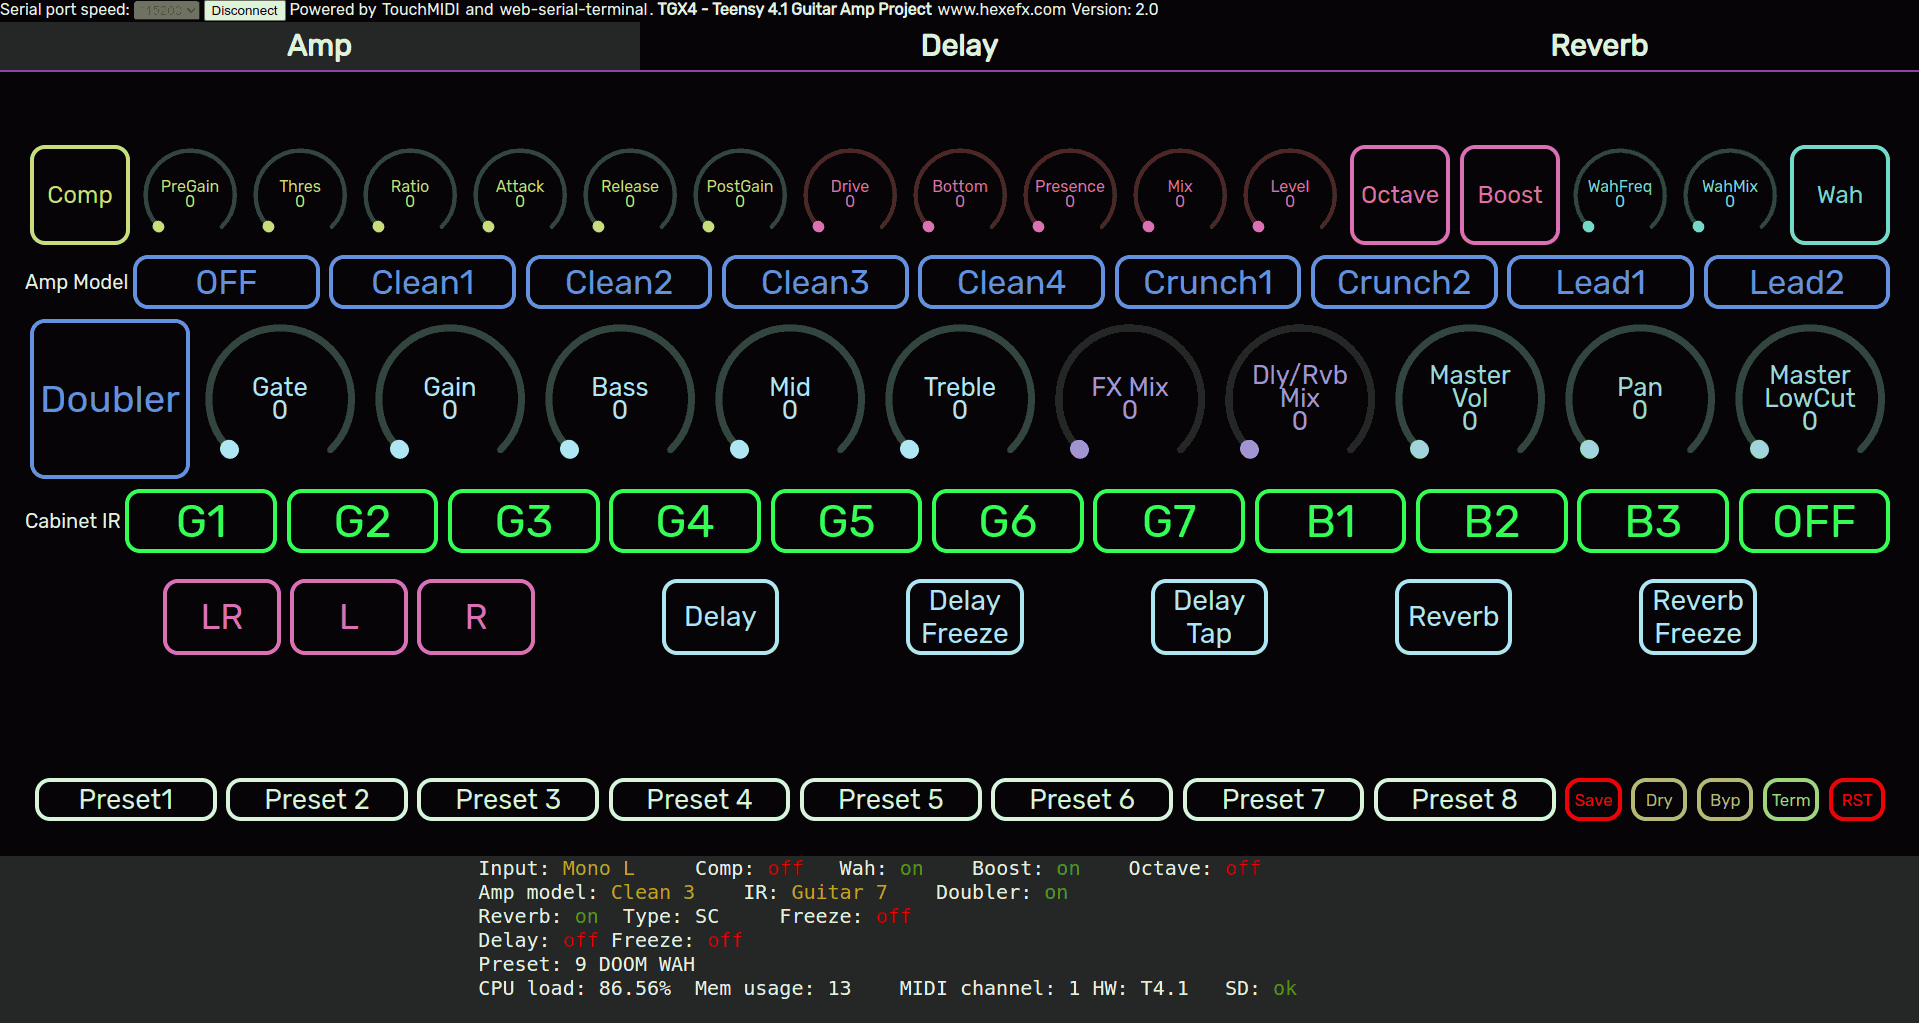 Serial port speed: 115200 Disconnect Powered by TouchMIDI and web-serial-terminal. TGX4 - Teensy 4.1 Guitar Amp Project www.hexefx.com Version: 2.0
Amp Delay Reverb
Comp PreGain 0 Thres 0 Ratio 0 Attack 0 Release 0 PostGain 0 Drive 0 Bottom 0 Presence 0 Mix 0 Level 0 Octave Boost WahFreq 0 WahMix 0 Wah
Amp Model OFF Clean1 Clean2 Clean3 Clean4 Crunch1 Crunch2 Lead1 Lead2
Doubler Gate 0 Gain 0 Bass 0 Mid 0 Treble 0 FX Mix 0 Dly/Rvb Mix 0 Master Vol 0 Pan 0 Master LowCut 0
Cabinet IR G1 G2 G3 G4 G5 G6 G7 B1 B2 B3 OFF
LR L R Delay Delay Freeze Delay Tap Reverb Reverb Freeze
Preset1 Preset 2 Preset 3 Preset 4 Preset 5 Preset 6 Preset 7 Preset 8 Save Dry Byp Term RST
Input: Mono L Comp: off Wah: on Boost: on Octave: off
Amp model: Clean 3 IR: Guitar 7 Doubler: on
Reverb: on Type: SC Freeze: off
Delay: off Freeze: off
Preset: 9 DOOM WAH
CPU load: 86.56% Mem usage: 13 MIDI channel: 1 HW: T4.1 SD: ok